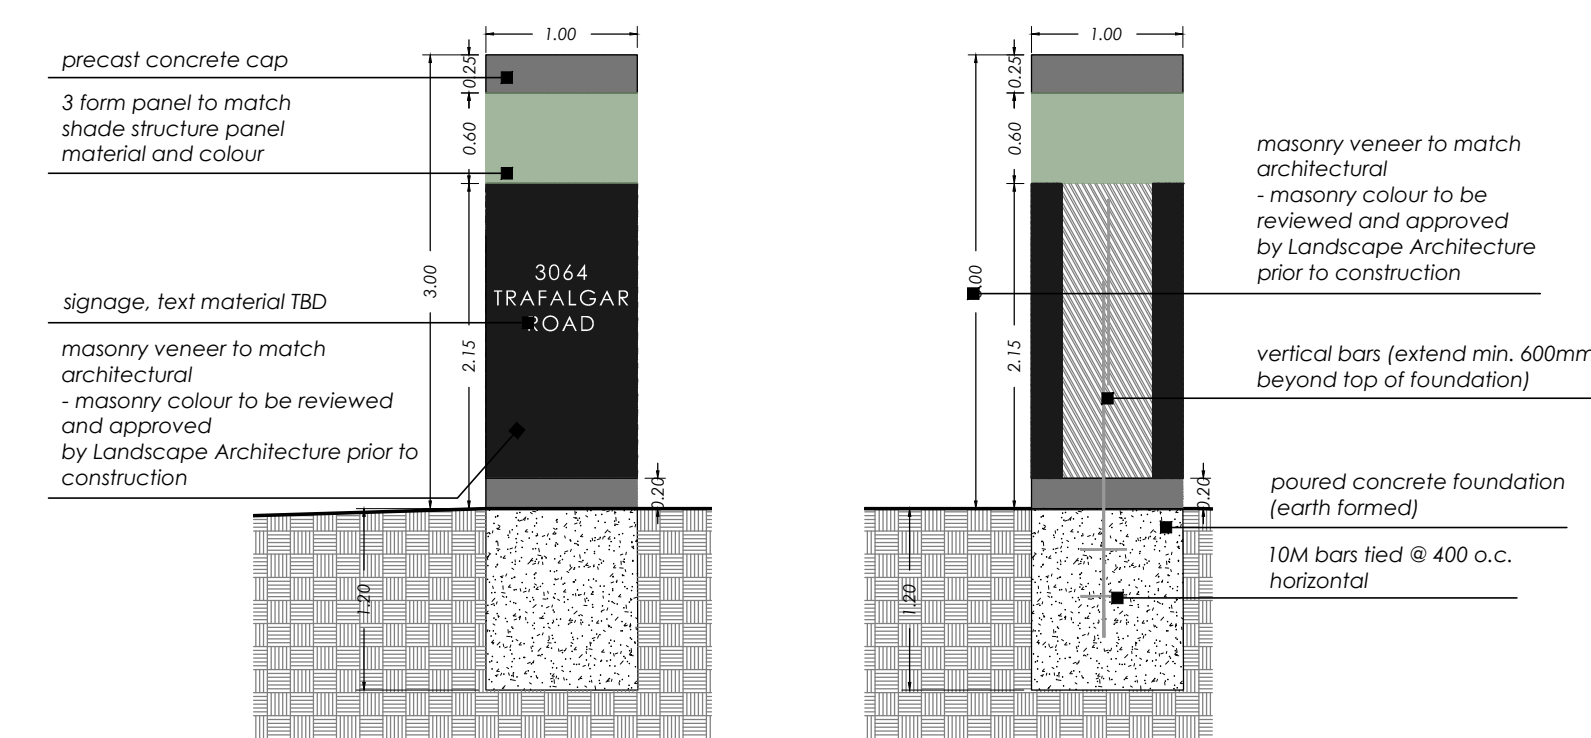 1.00
precast concrete cap
0.25
3 form panel to match
shade structure panel
material and colour
0.60
3.00
signage, text material TBD
3064
TRAFALGAR
ROAD
2.15
masonry veneer to match
architectural
- masonry colour to be reviewed
and approved
by Landscape Architecture prior to
construction
0.20
1.20
1.00
0.25
0.60
masonry veneer to match
architectural
- masonry colour to be
reviewed and approved
by Landscape Architecture
prior to construction
.00
2.15
vertical bars (extend min. 600mm
beyond top of foundation)
0.20
poured concrete foundation
(earth formed)
10M bars tied @ 400 o.c.
horizontal
1.20